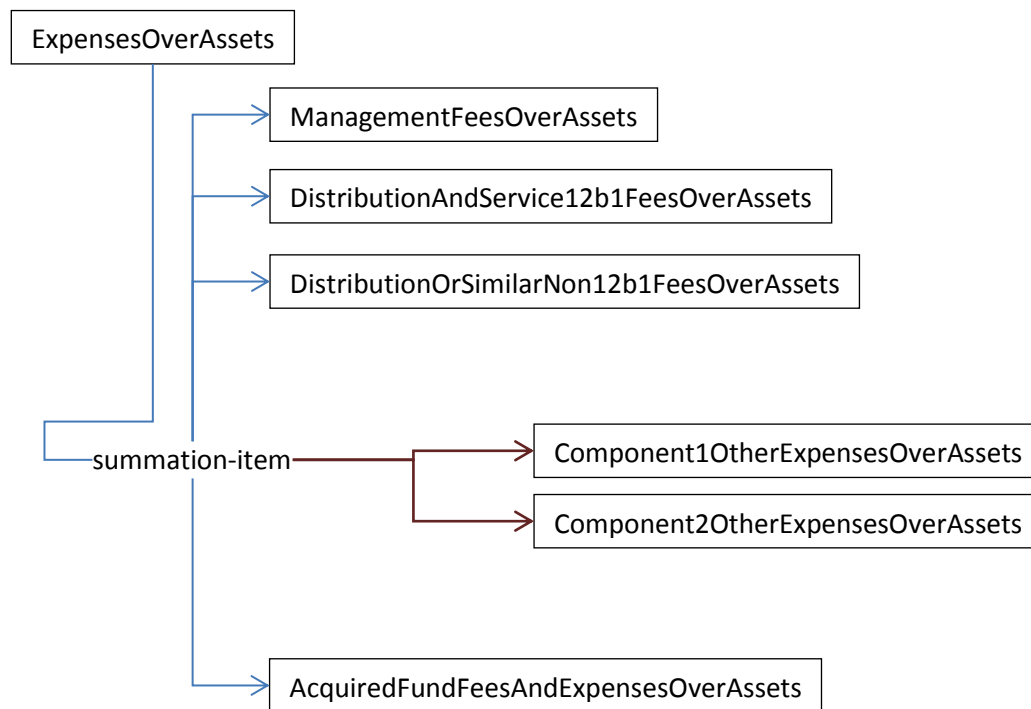 ExpensesOverAssets
ManagementFeesOverAssets
DistributionAndService12b1FeesOverAssets
DistributionOrSimilarNon12b1FeesOverAssets
summation-item
Component1OtherExpensesOverAssets
Component2OtherExpensesOverAssets
AcquiredFundFeesAndExpensesOverAssets